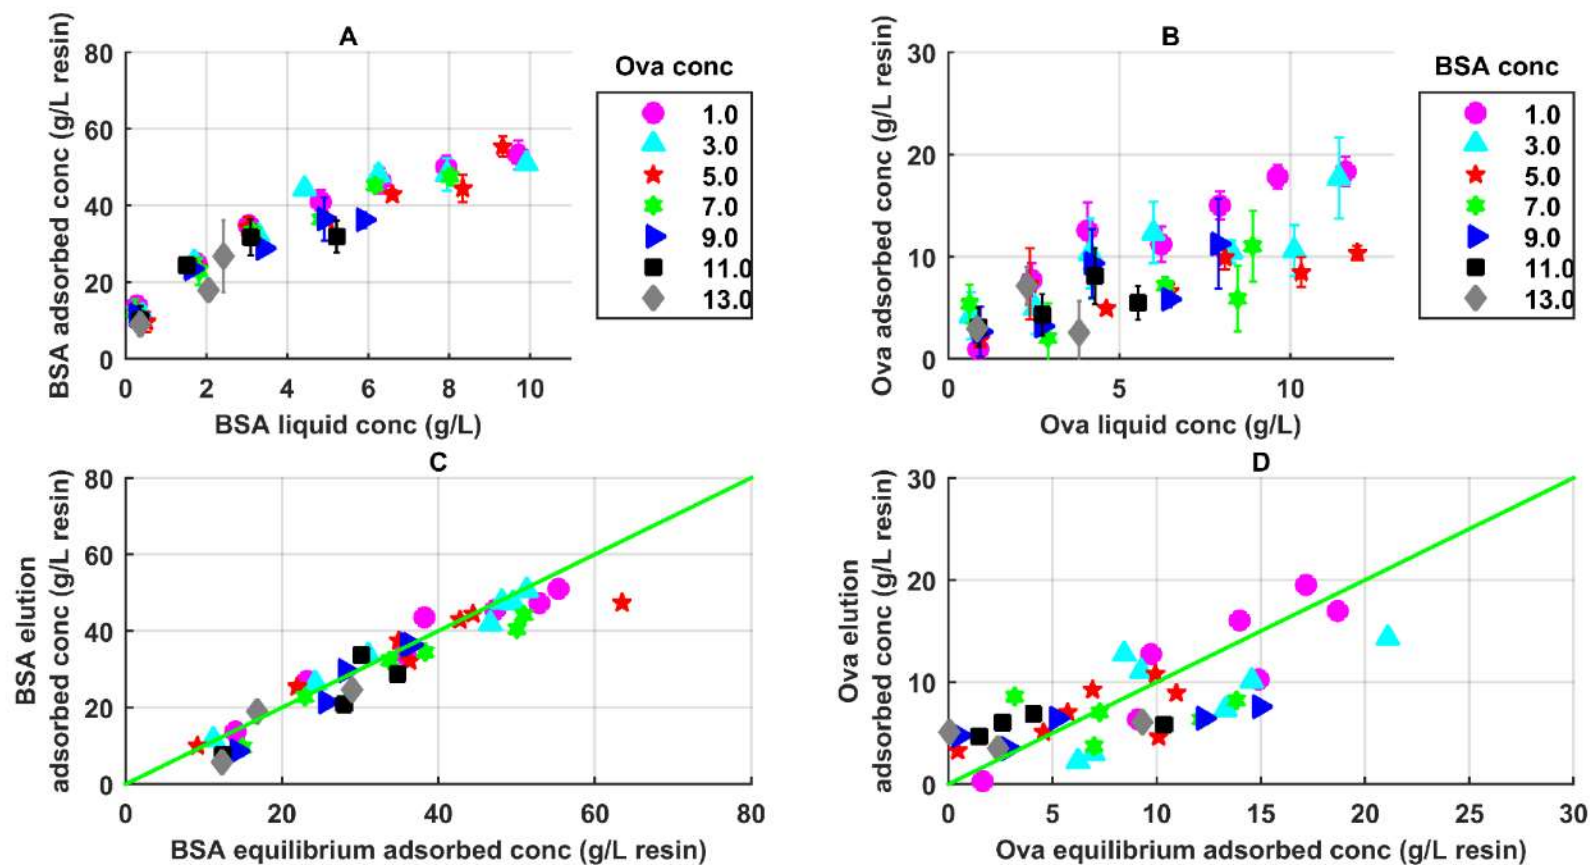 A
BSA adsorbed conc (g/L resin)
80
60
40
20
0
0 2 4 6 8 10
BSA liquid conc (g/L)
Ova conc
1.0
3.0
5.0
7.0
9.0
11.0
13.0
B
Ova adsorbed conc (g/L resin)
30
20
10
0
0 5 10
Ova liquid conc (g/L)
BSA conc
1.0
3.0
5.0
7.0
9.0
11.0
13.0
C
BSA elution
adsorbed conc (g/L resin)
80
60
40
20
0
0 20 40 60 80
BSA equilibrium adsorbed conc (g/L resin)
D
Ova elution
adsorbed conc (g/L resin)
30
20
10
0
0 5 10 15 20 25 30
Ova equilibrium adsorbed conc (g/L resin)